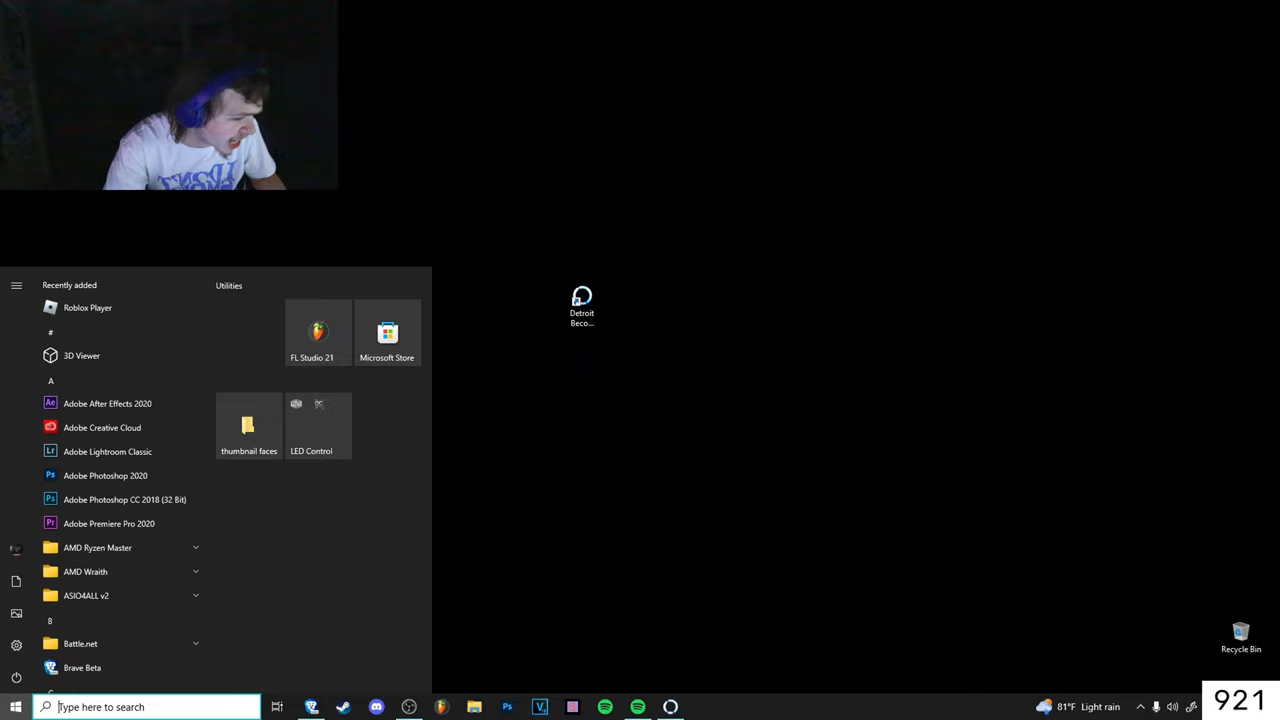 Recently added
Utilities
Roblox Player
#
3D Viewer
FL Studio 21
Microsoft Store
A
Adobe After Effects 2020
Adobe Creative Cloud
Adobe Lightroom Classic
thumbnail faces
LED Control
Adobe Photoshop 2020
Adobe Photoshop CC 2018 (32 Bit)
Adobe Premiere Pro 2020
AMD Ryzen Master
AMD Wraith
ASIO4ALL v2
B
Battle.net
Brave Beta
Detroit
Beco...
Recycle Bin
Type here to search
81°F Light rain
921